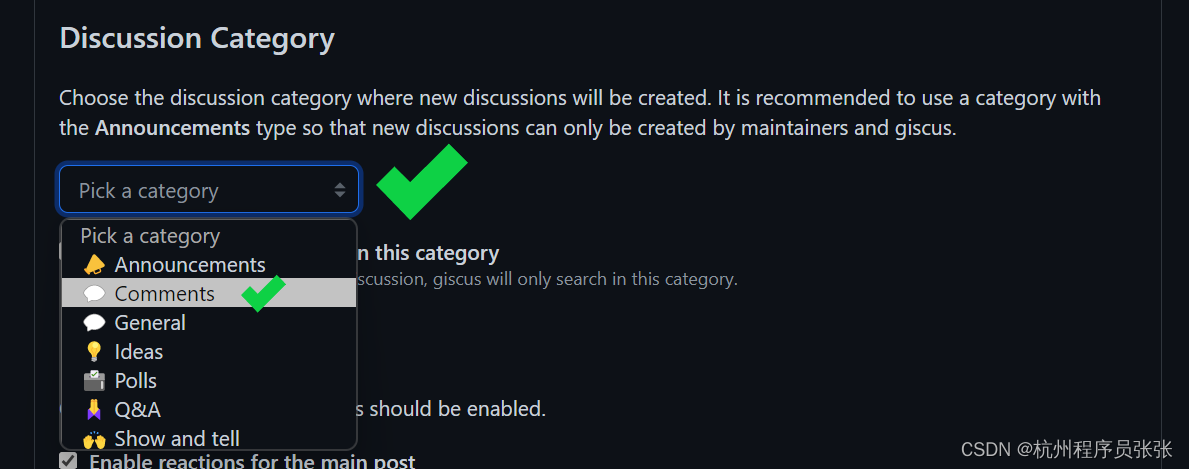 Discussion Category
Choose the discussion category where new discussions will be created. It is recommended to use a category with
the Announcements type so that new discussions can only be created by maintainers and giscus.
Pick a category
Pick a category
n this category
Announcements
scussion, giscus will only search in this category.
Comments
General
Ideas
Polls
Q&A
s should be enabled.
Show and tell
Enable reactions for the main post
CSDN @杭州程序员张张